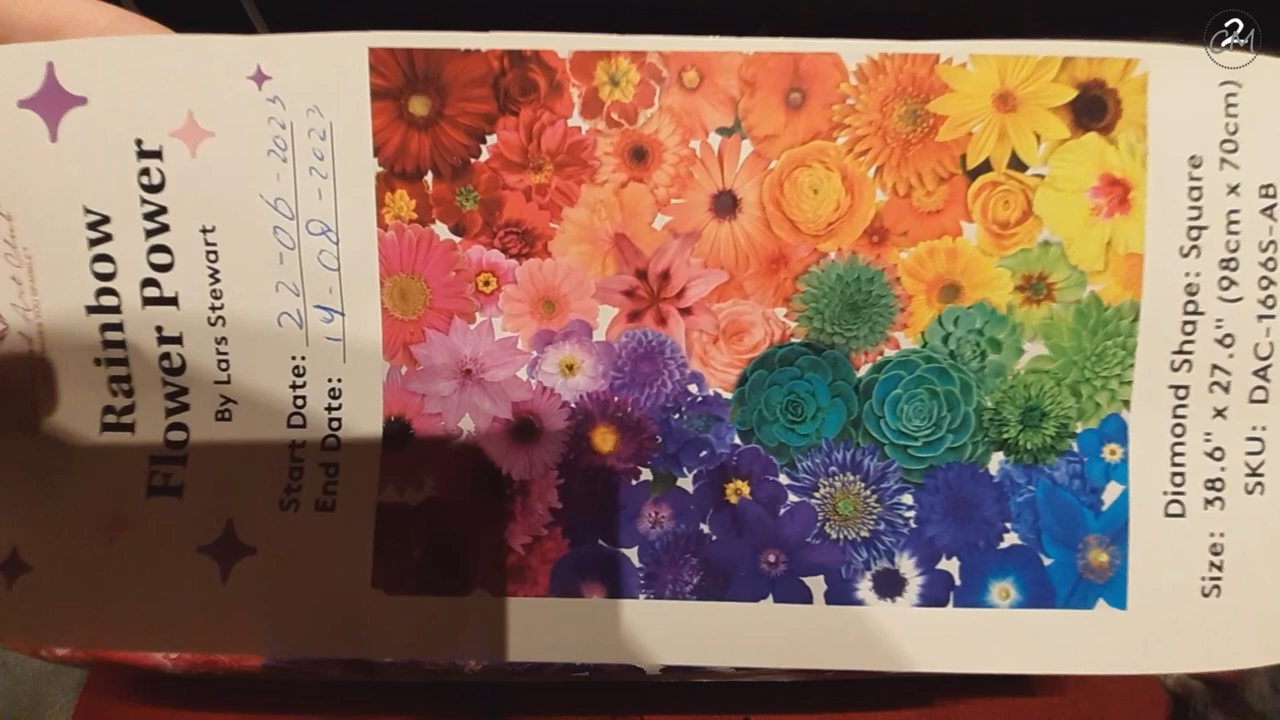 Rainbow
Flower Power
By Lars Stewart
Start Date: 22-06-2023
End Date: 14-08-2023
Diamond Shape: Square
Size: 38.6" x 27.6" (98cm x 70cm)
SKU: DAC-1696S-AB